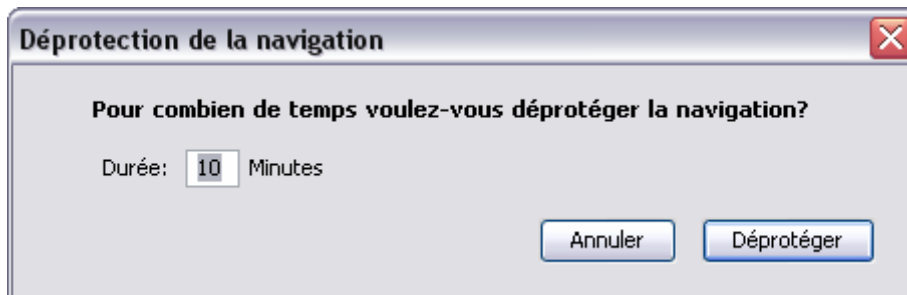 Déprotection de la navigation
Pour combien de temps voulez-vous déprotéger la navigation?
Durée: 10 Minutes
Annuler Déprotéger